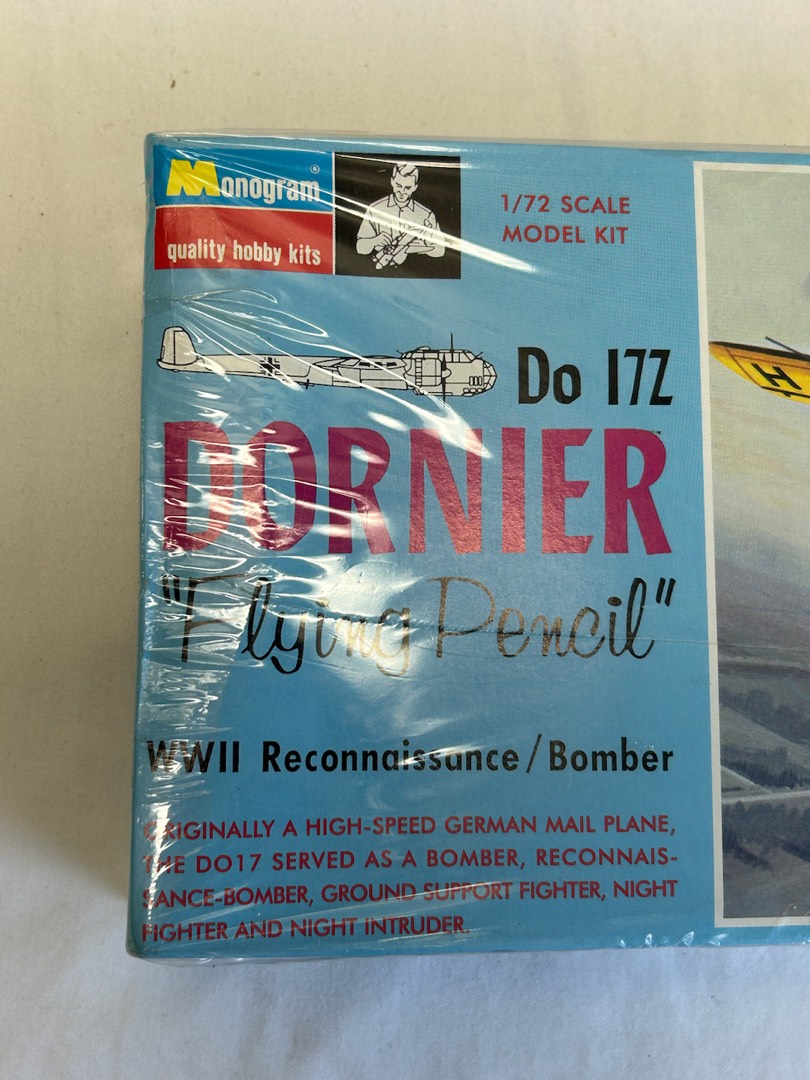 Monogram®
quality hobby kits
1/72 SCALE
MODEL KIT
Do 17Z
DORNIER™
"Flying Pencil"
WWII Reconnaissance/Bomber
ORIGINALLY A HIGH-SPEED GERMAN MAIL PLANE,
THE DO17 SERVED AS A BOMBER, RECONNAIS-
SANCE-BOMBER, GROUND SUPPORT FIGHTER, NIGHT
FIGHTER AND NIGHT INTRUDER.
H